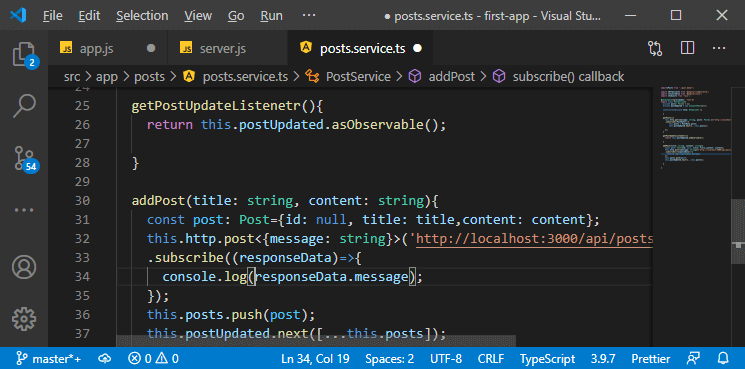 File Edit Selection View Go Run ··· • posts.service.ts - first-app - Visual Stu...
JS app.js ● JS server.js posts.service.ts ● ···
src > app > posts > posts.service.ts > PostService > addPost > subscribe() callback
24
25 getPostUpdateListenetr(){
26 return this.postUpdated.asObservable();
27
28 }
29
30 addPost(title: string, content: string){
31 const post: Post={id: null, title: title,content: content};
32 this.http.post<{message: string}>('http://localhost:3000/api/posts
33 .subscribe((responseData)=>{
34 console.log(responseData.message);
35 });
36 this.posts.push(post);
37 this.postUpdated.next([...this.posts]);
2
54
master*+ 0 0 Ln 34, Col 19 Spaces: 2 UTF-8 CRLF TypeScript 3.9.7 Prettier